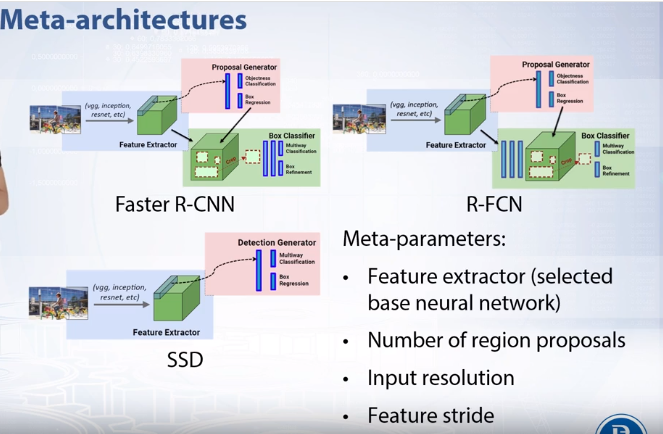 Meta-architectures
Proposal Generator
Objectness
Classification
Box
Regression
(vgg, inception,
resnet, etc)
Feature Extractor
Box Classifier
Crop
Multiway
Classification
Box
Refinement
Faster R-CNN
Proposal Generator
Objectness
Classification
Box
Regression
(vgg, inception,
resnet, etc)
Feature Extractor
Box Classifier
Crop
Multiway
Classification
Box
Refinement
R-FCN
Detection Generator
Multiway
Classification
Box
Regression
(vgg, inception,
resnet, etc)
Feature Extractor
SSD
Meta-parameters:
• Feature extractor (selected
base neural network)
• Number of region proposals
• Input resolution
• Feature stride